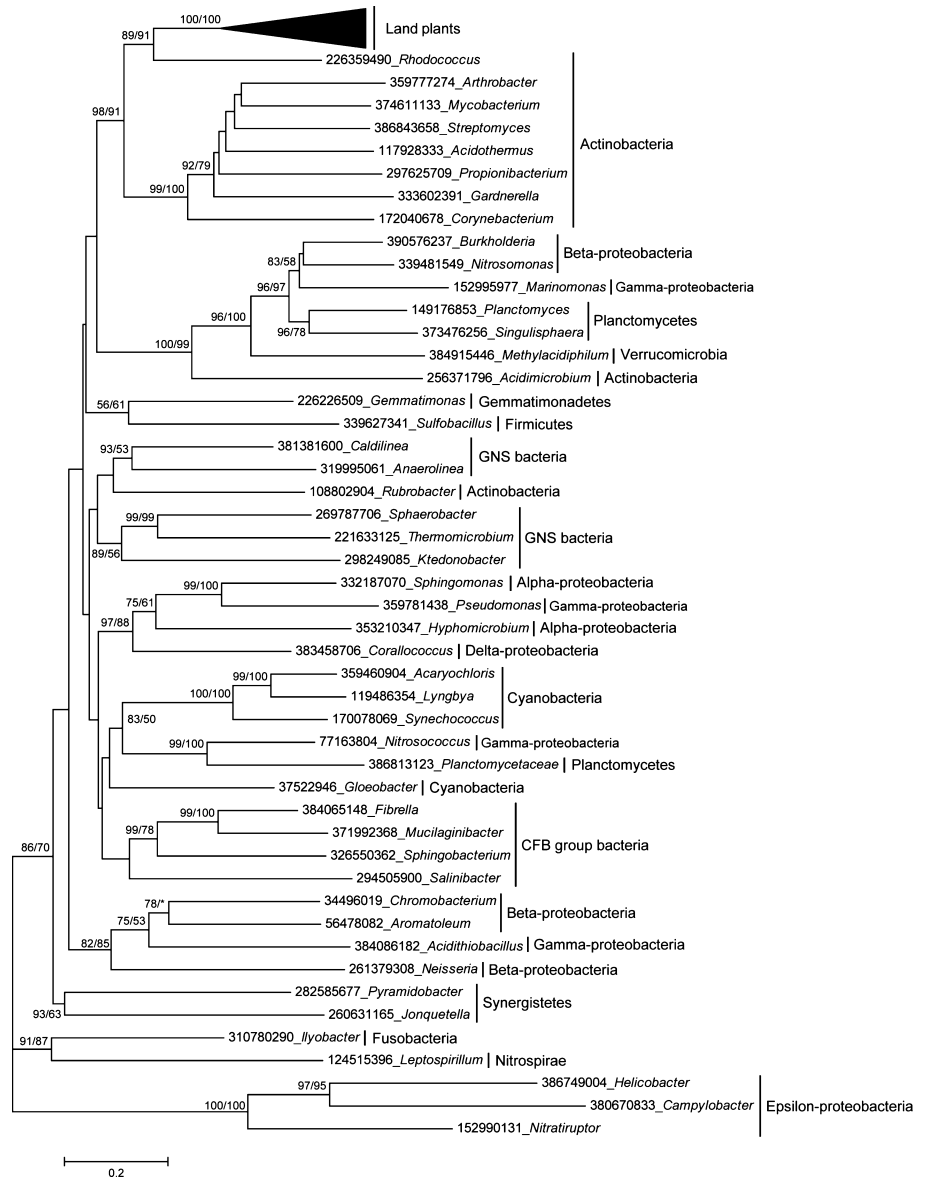 100/100
Land plants
89/91
226359490_Rhodococcus
359777274_Arthrobacter
98/91
374611133_Mycobacterium
386843658_Streptomyces
Actinobacteria
117928333_Acidothermus
92/79
297625709_Propionibacterium
99/100
333602391_Gardnerella
172040678_Corynebacterium
390576237_Burkholderia
Beta-proteobacteria
83/58
339481549_Nitrosomonas
96/97
152995977_Marinomonas Gamma-proteobacteria
149176853_Planctomyces
Planctomycetes
96/100
96/78
373476256_Singulisphaera
100/99
384915446_Methylacidiphilum Verrucomicrobia
256371796_Acidimicrobium Actinobacteria
56/61
226226509_Gemmatimonas Gemmatimonadetes
339627341_Sulfobacillus Firmicutes
93/53
381381600_Caldilinea
GNS bacteria
319995061_Anaerolinea
108802904_Rubrobacter Actinobacteria
99/99
269787706_Sphaerobacter
221633125_Thermomicrobium
GNS bacteria
89/56
298249085_Ktedonobacter
99/100
332187070_Sphingomonas Alpha-proteobacteria
75/61
359781438_Pseudomonas Gamma-proteobacteria
97/88
353210347_Hyphomicrobium Alpha-proteobacteria
383458706_Corallococcus Delta-proteobacteria
99/100
359460904_Acaryochloris
100/100
119486354_Lyngbya
Cyanobacteria
170078069_Synechococcus
83/50
99/100
77163804_Nitrosococcus Gamma-proteobacteria
386813123_Planctomycetaceae Planctomycetes
37522946_Gloeobacter Cyanobacteria
99/100
384065148_Fibrella
99/78
371992368_Mucilaginibacter
CFB group bacteria
326550362_Sphingobacterium
86/70
294505900_Salinibacter
78/*
34496019_Chromobacterium
Beta-proteobacteria
75/53
56478082_Aromatoleum
82/85
384086182_Acidithiobacillus Gamma-proteobacteria
261379308_Neisseria Beta-proteobacteria
282585677_Pyramidobacter
Synergistetes
93/63
260631165_Jonquetella
91/87
310780290_Ilyobacter Fusobacteria
124515396_Leptospirillum Nitrospirae
97/95
386749004_Helicobacter
100/100
380670833_Campylobacter Epsilon-proteobacteria
152990131_Nitratiruptor
0.2